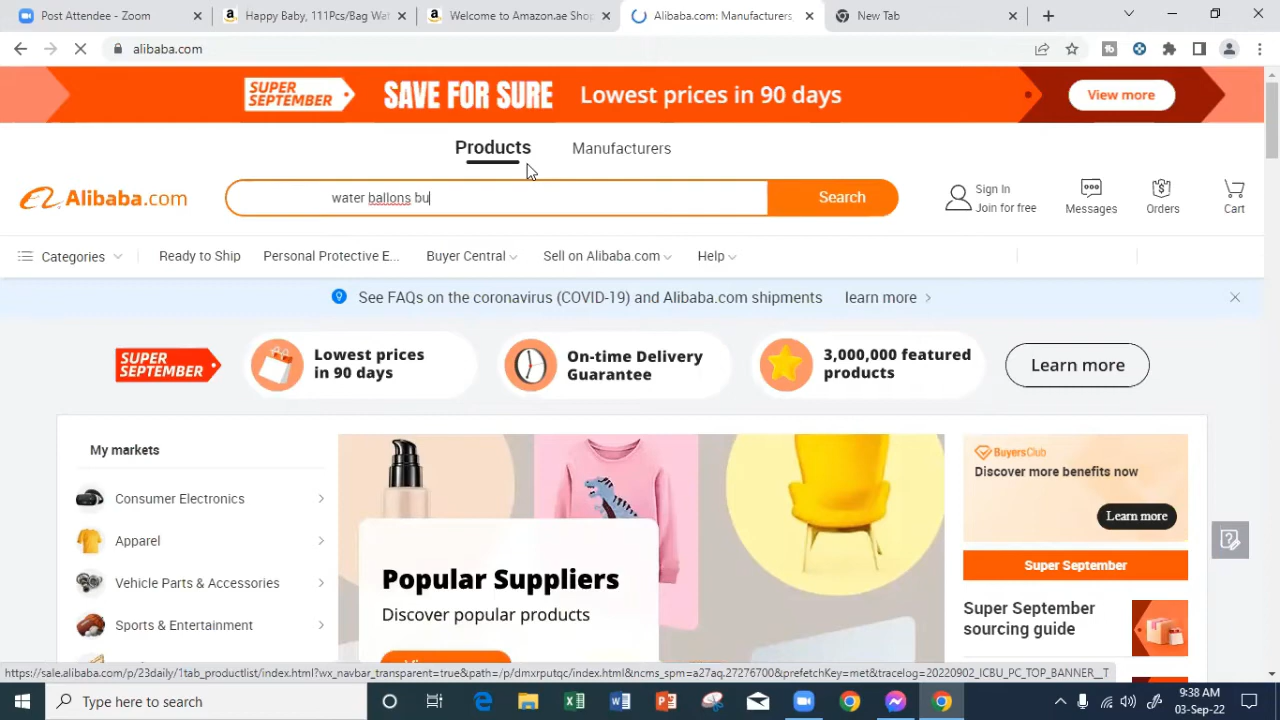 Post Attendee - Zoom
Happy Baby, 111Pcs/Bag Wat
Welcome to Amazon.ae Shop
Alibaba.com: Manufacturers,
New Tab
alibaba.com
SUPER
SEPTEMBER
SAVE FOR SURE
Lowest prices in 90 days
View more
Products
Manufacturers
Alibaba.com
water ballons bu
Search
Sign In
Join for free
Messages
Orders
Cart
Categories
Ready to Ship
Personal Protective E...
Buyer Central
Sell on Alibaba.com
Help
See FAQs on the coronavirus (COVID-19) and Alibaba.com shipments
learn more
SUPER
SEPTEMBER
Lowest prices
in 90 days
On-time Delivery
Guarantee
3,000,000 featured
products
Learn more
My markets
Consumer Electronics
Apparel
Vehicle Parts & Accessories
Sports & Entertainment
Popular Suppliers
Discover popular products
BuyersClub
Discover more benefits now
Learn more
Super September
Super September
sourcing guide
https://sale.alibaba.com/p/23daily/1tab_productlist/index.html?wx_navbar_transparent=true&path=/p/dmxrputqc/index.html&ncms_spm=a27aq.27276700&prefetchKey=met&tracelog=20220902_ICBU_PC_TOP_BANNER__T
Type here to search
9:38 AM
03-Sep-22